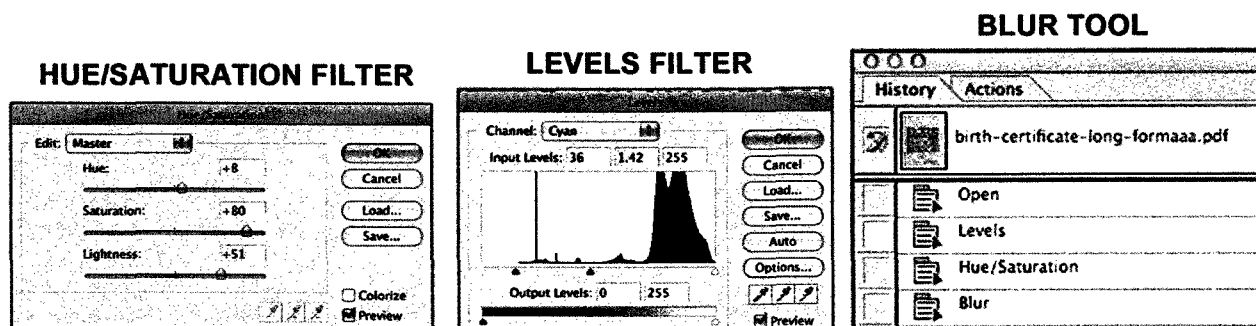 HUE/SATURATION FILTER
Edit: Master
Hue: +8
Saturation: +80
Lightness: +51
OK
Cancel
Load...
Save...
Colorize
Preview
LEVELS FILTER
Channel: Cyan
Input Levels: 36 1.42 255
Output Levels: 0 255
OK
Cancel
Load...
Save...
Auto
Options...
Preview
BLUR TOOL
History Actions
birth-certificate-long-formaaa.pdf
Open
Levels
Hue/Saturation
Blur